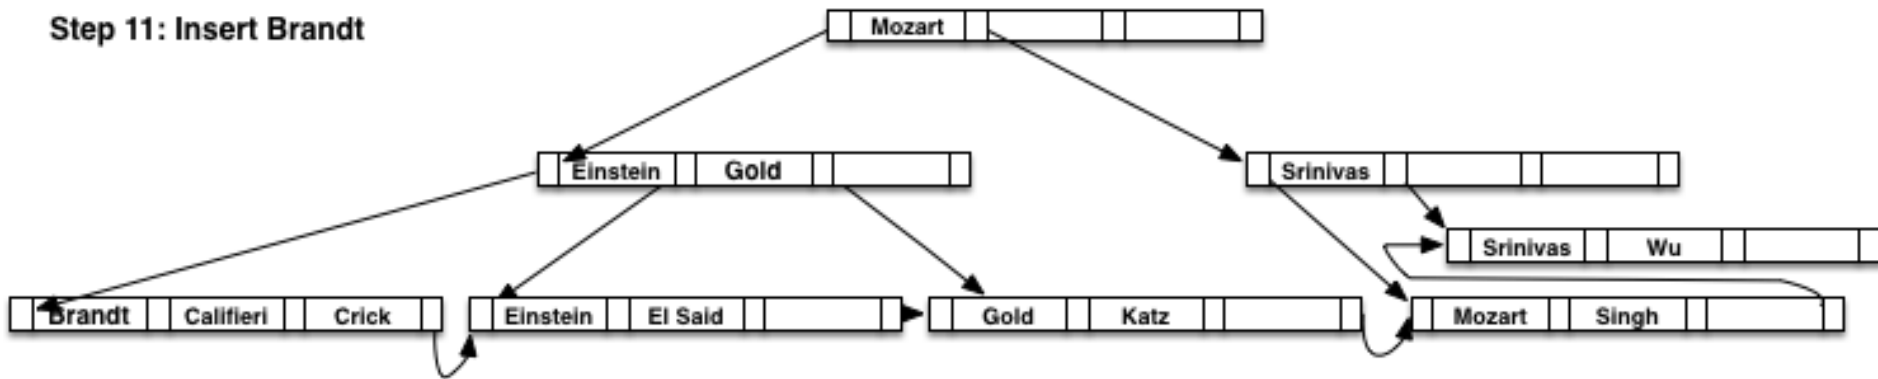 Step 11: Insert Brandt
Mozart
Einstein Gold
Srinivas
Srinivas Wu
Brandt Califieri Crick
Einstein El Said
Gold Katz
Mozart Singh